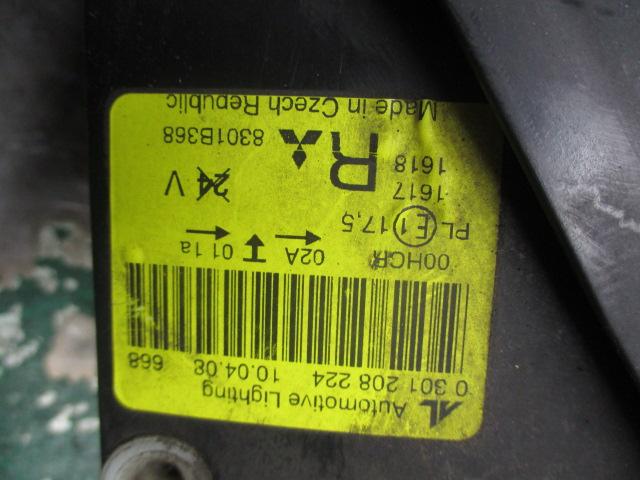 AL Automotive Lighting
0 301 208 224 10.04.08 668
00HCR 02A 01 1a
PL E1 17,5
1617
1618
R
24 V
8301B368
Made in Czech Republic